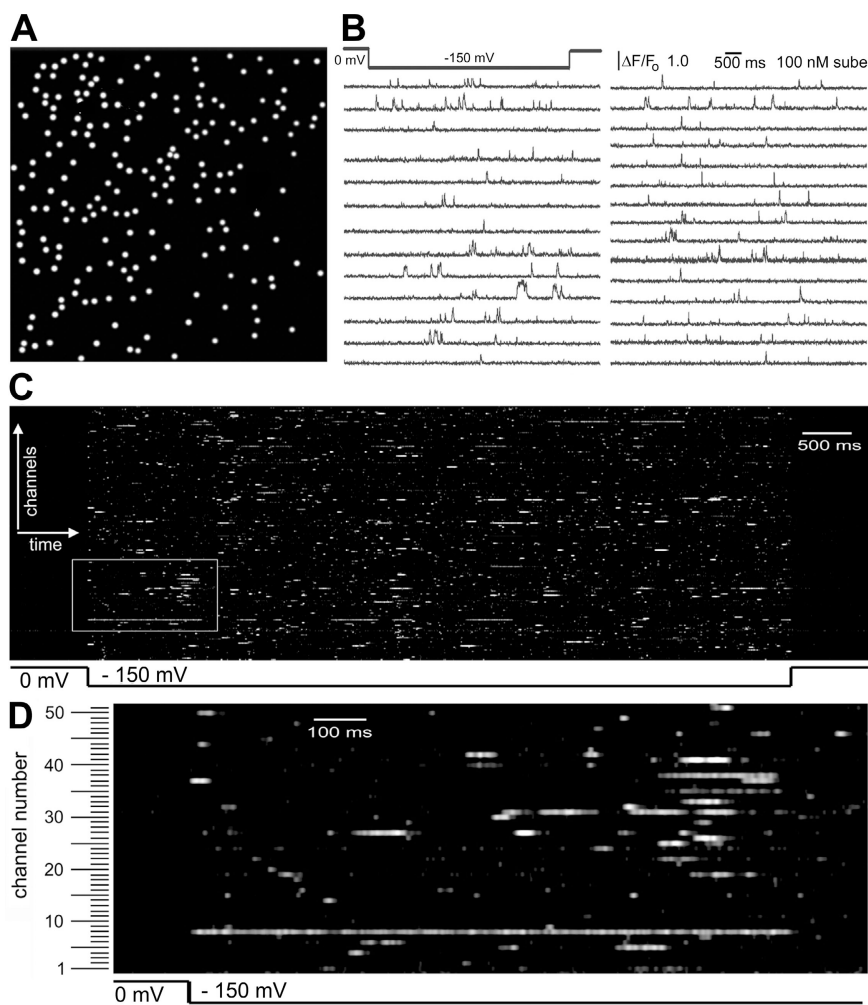 A
B
0 mV
-150 mV
ΔF/Fo 1.0 500 ms 100 nM sube
C
channels
time
500 ms
0 mV
- 150 mV
D
100 ms
channel number
50
40
30
20
10
1
0 mV
- 150 mV